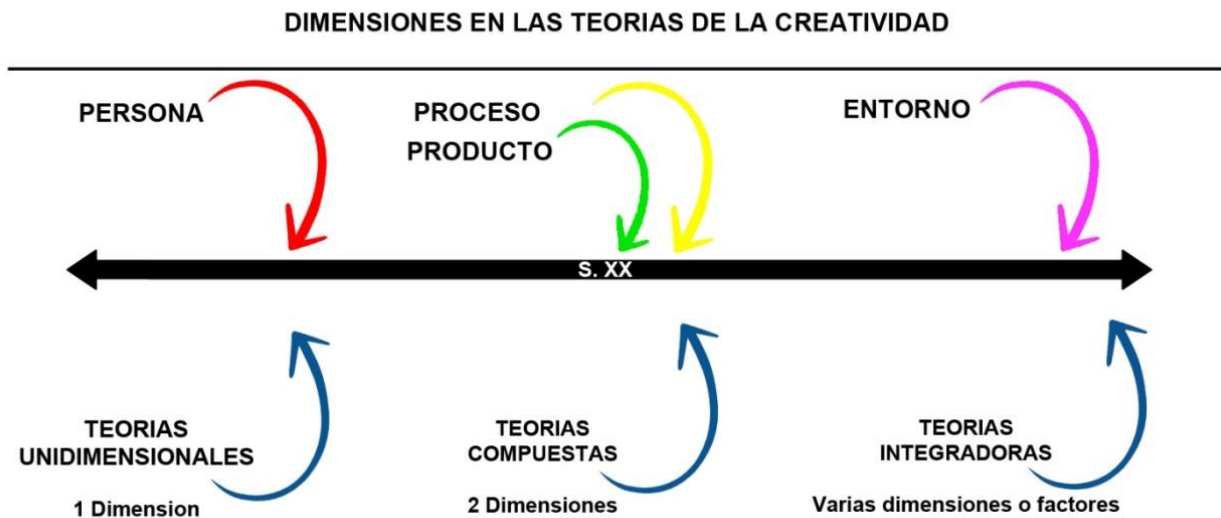 DIMENSIONES EN LAS TEORIAS DE LA CREATIVIDAD
PERSONA
PROCESO
PRODUCTO
ENTORNO
S. XX
TEORIAS
UNIDIMENSIONALES
1 Dimension
TEORIAS
COMPUESTAS
2 Dimensiones
TEORIAS
INTEGRADORAS
Varias dimensiones o factores